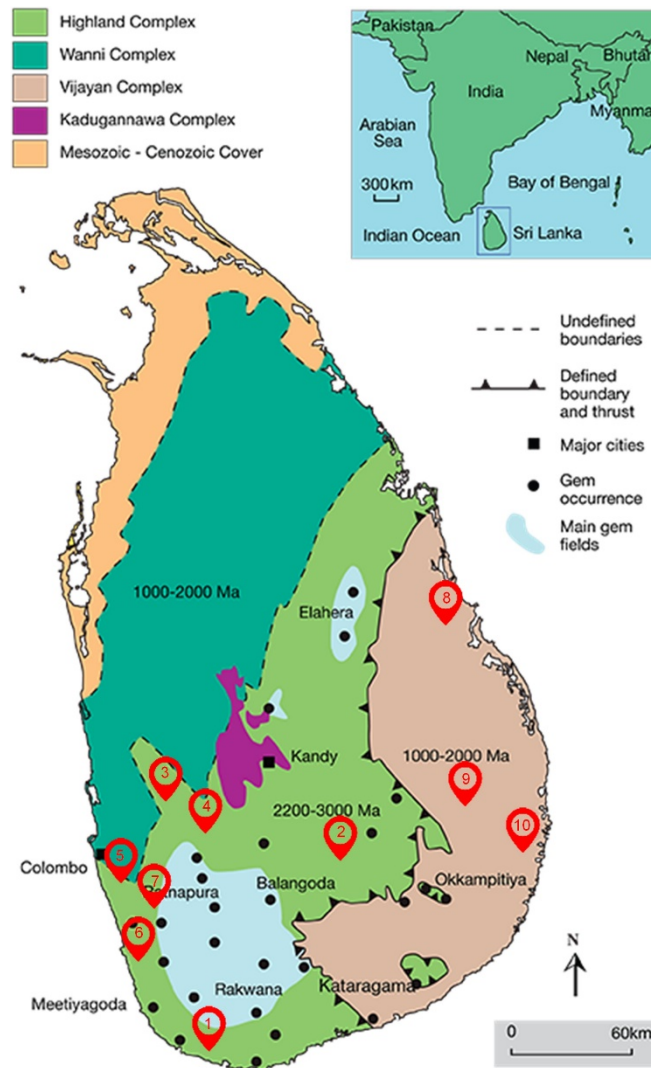 Highland Complex
Wanni Complex
Vijayan Complex
Kadugannawa Complex
Mesozoic - Cenozoic Cover
Pakistan
Nepal
Bhutan
India
Myanmar
Arabian
Sea
300km
Bay of Bengal
Indian Ocean
Sri Lanka
Undefined
boundaries
Defined
boundary
and thrust
Major cities
Gem
occurrence
Main gem
fields
1000-2000 Ma
Elahera
8
Kandy
1000-2000 Ma
3
9
4
2200-3000 Ma
2
10
5
Colombo
7
Balangoda
Okkampitiya
6
Rakwana
Kataragama
Meetiyagoda
N
1
0
60km